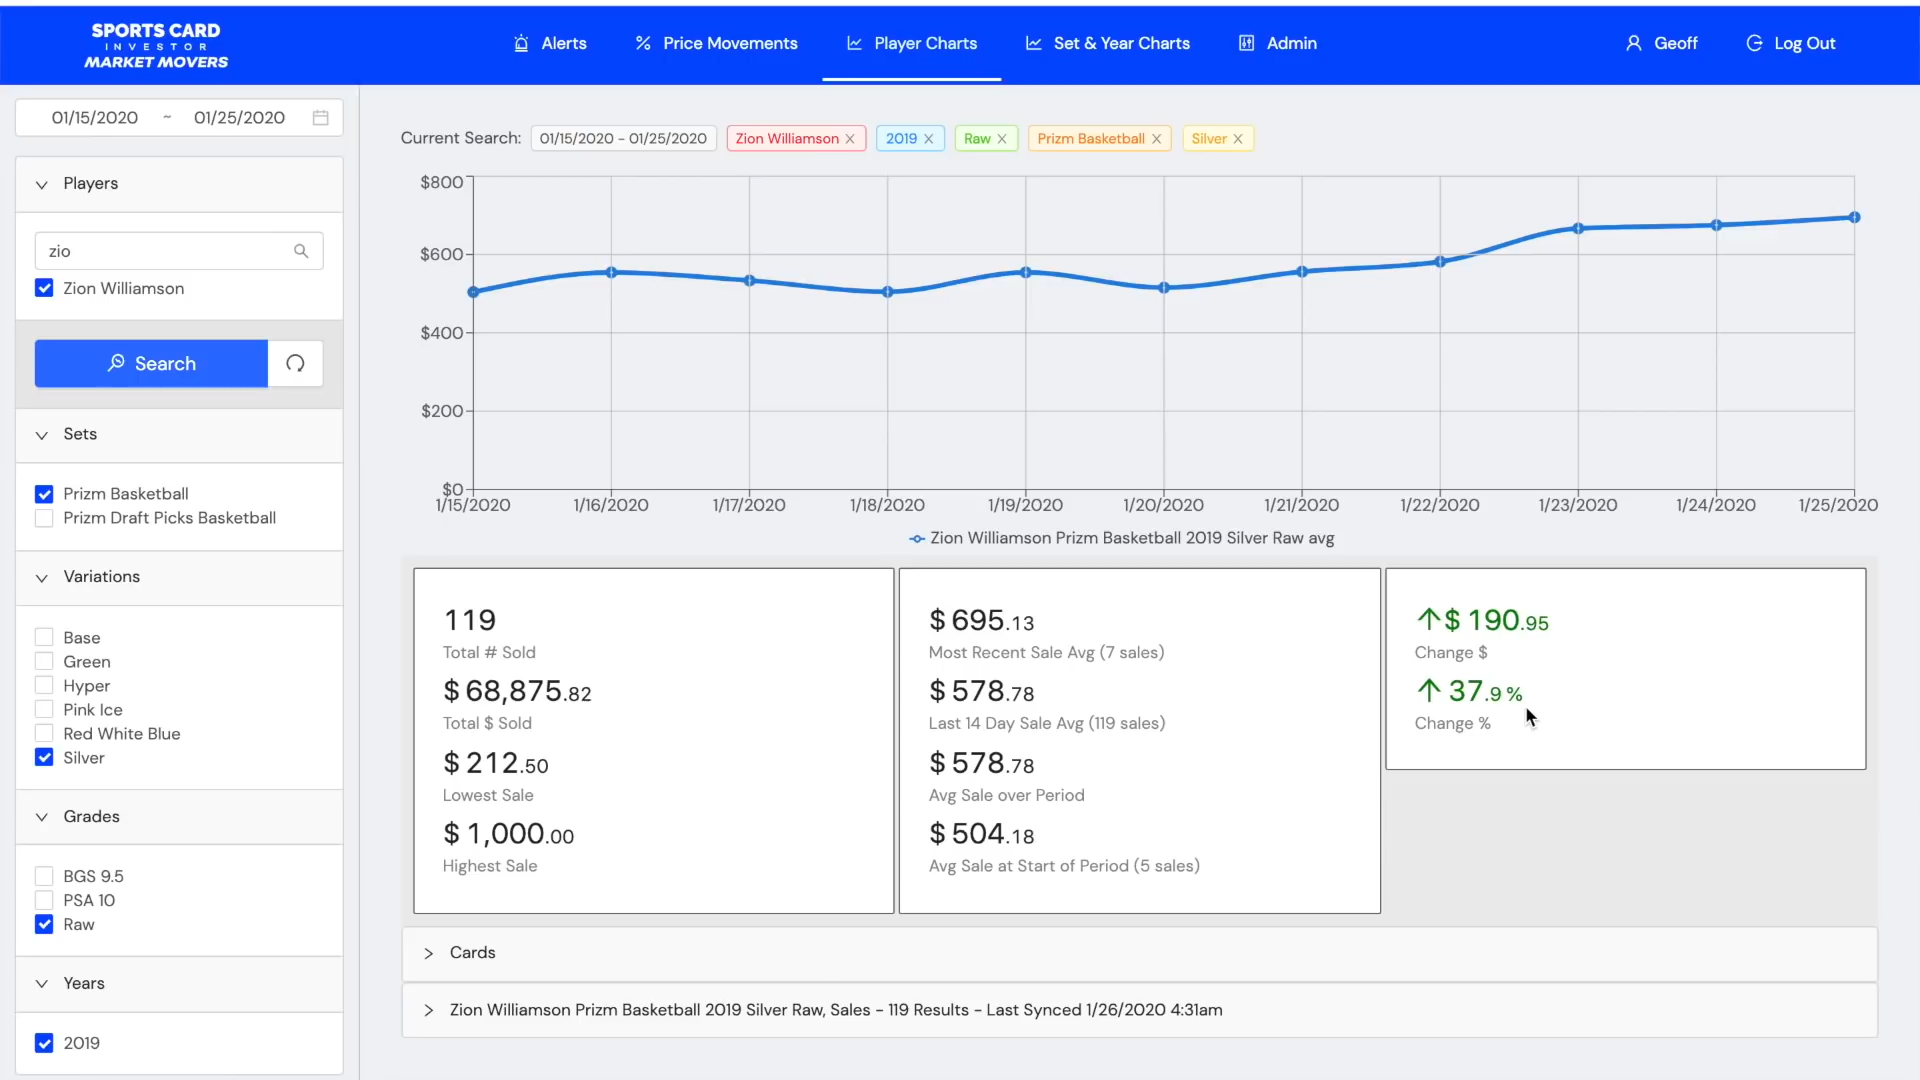 SPORTS CARD
INVESTOR
MARKET MOVERS
Alerts
Price Movements
Player Charts
Set & Year Charts
Admin
Geoff
Log Out
01/15/2020 ~ 01/25/2020
Players
zio
Zion Williamson
Search
Sets
Prizm Basketball
Prizm Draft Picks Basketball
Variations
Base
Green
Hyper
Pink Ice
Red White Blue
Silver
Grades
BGS 9.5
PSA 10
Raw
Years
2019
Current Search: 01/15/2020 - 01/25/2020 Zion Williamson 2019 Raw Prizm Basketball Silver
$800
$600
$400
$200
$0
1/15/2020 1/16/2020 1/17/2020 1/18/2020 1/19/2020 1/20/2020 1/21/2020 1/22/2020 1/23/2020 1/24/2020 1/25/2020
Zion Williamson Prizm Basketball 2019 Silver Raw avg
119
Total # Sold
$ 68,875.82
Total $ Sold
$ 212.50
Lowest Sale
$ 1,000.00
Highest Sale
$ 695.13
Most Recent Sale Avg (7 sales)
$ 578.78
Last 14 Day Sale Avg (119 sales)
$ 578.78
Avg Sale over Period
$ 504.18
Avg Sale at Start of Period (5 sales)
$ 190.95
Change $
37.9 %
Change %
Cards
Zion Williamson Prizm Basketball 2019 Silver Raw, Sales - 119 Results - Last Synced 1/26/2020 4:31am